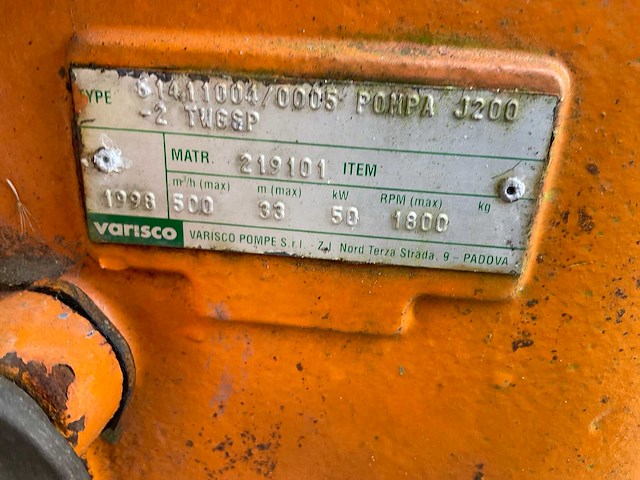 TYPE 61411004/0005 POMPA J200
-2 TWG&P
MATR. 219101 ITEM
m³/h (max) m (max) kW RPM (max) kg
1998 500 33 50 1800
varisco VARISCO POMPE S.r.l. - Z.I. Nord Terza Strada, 9 - PADOVA